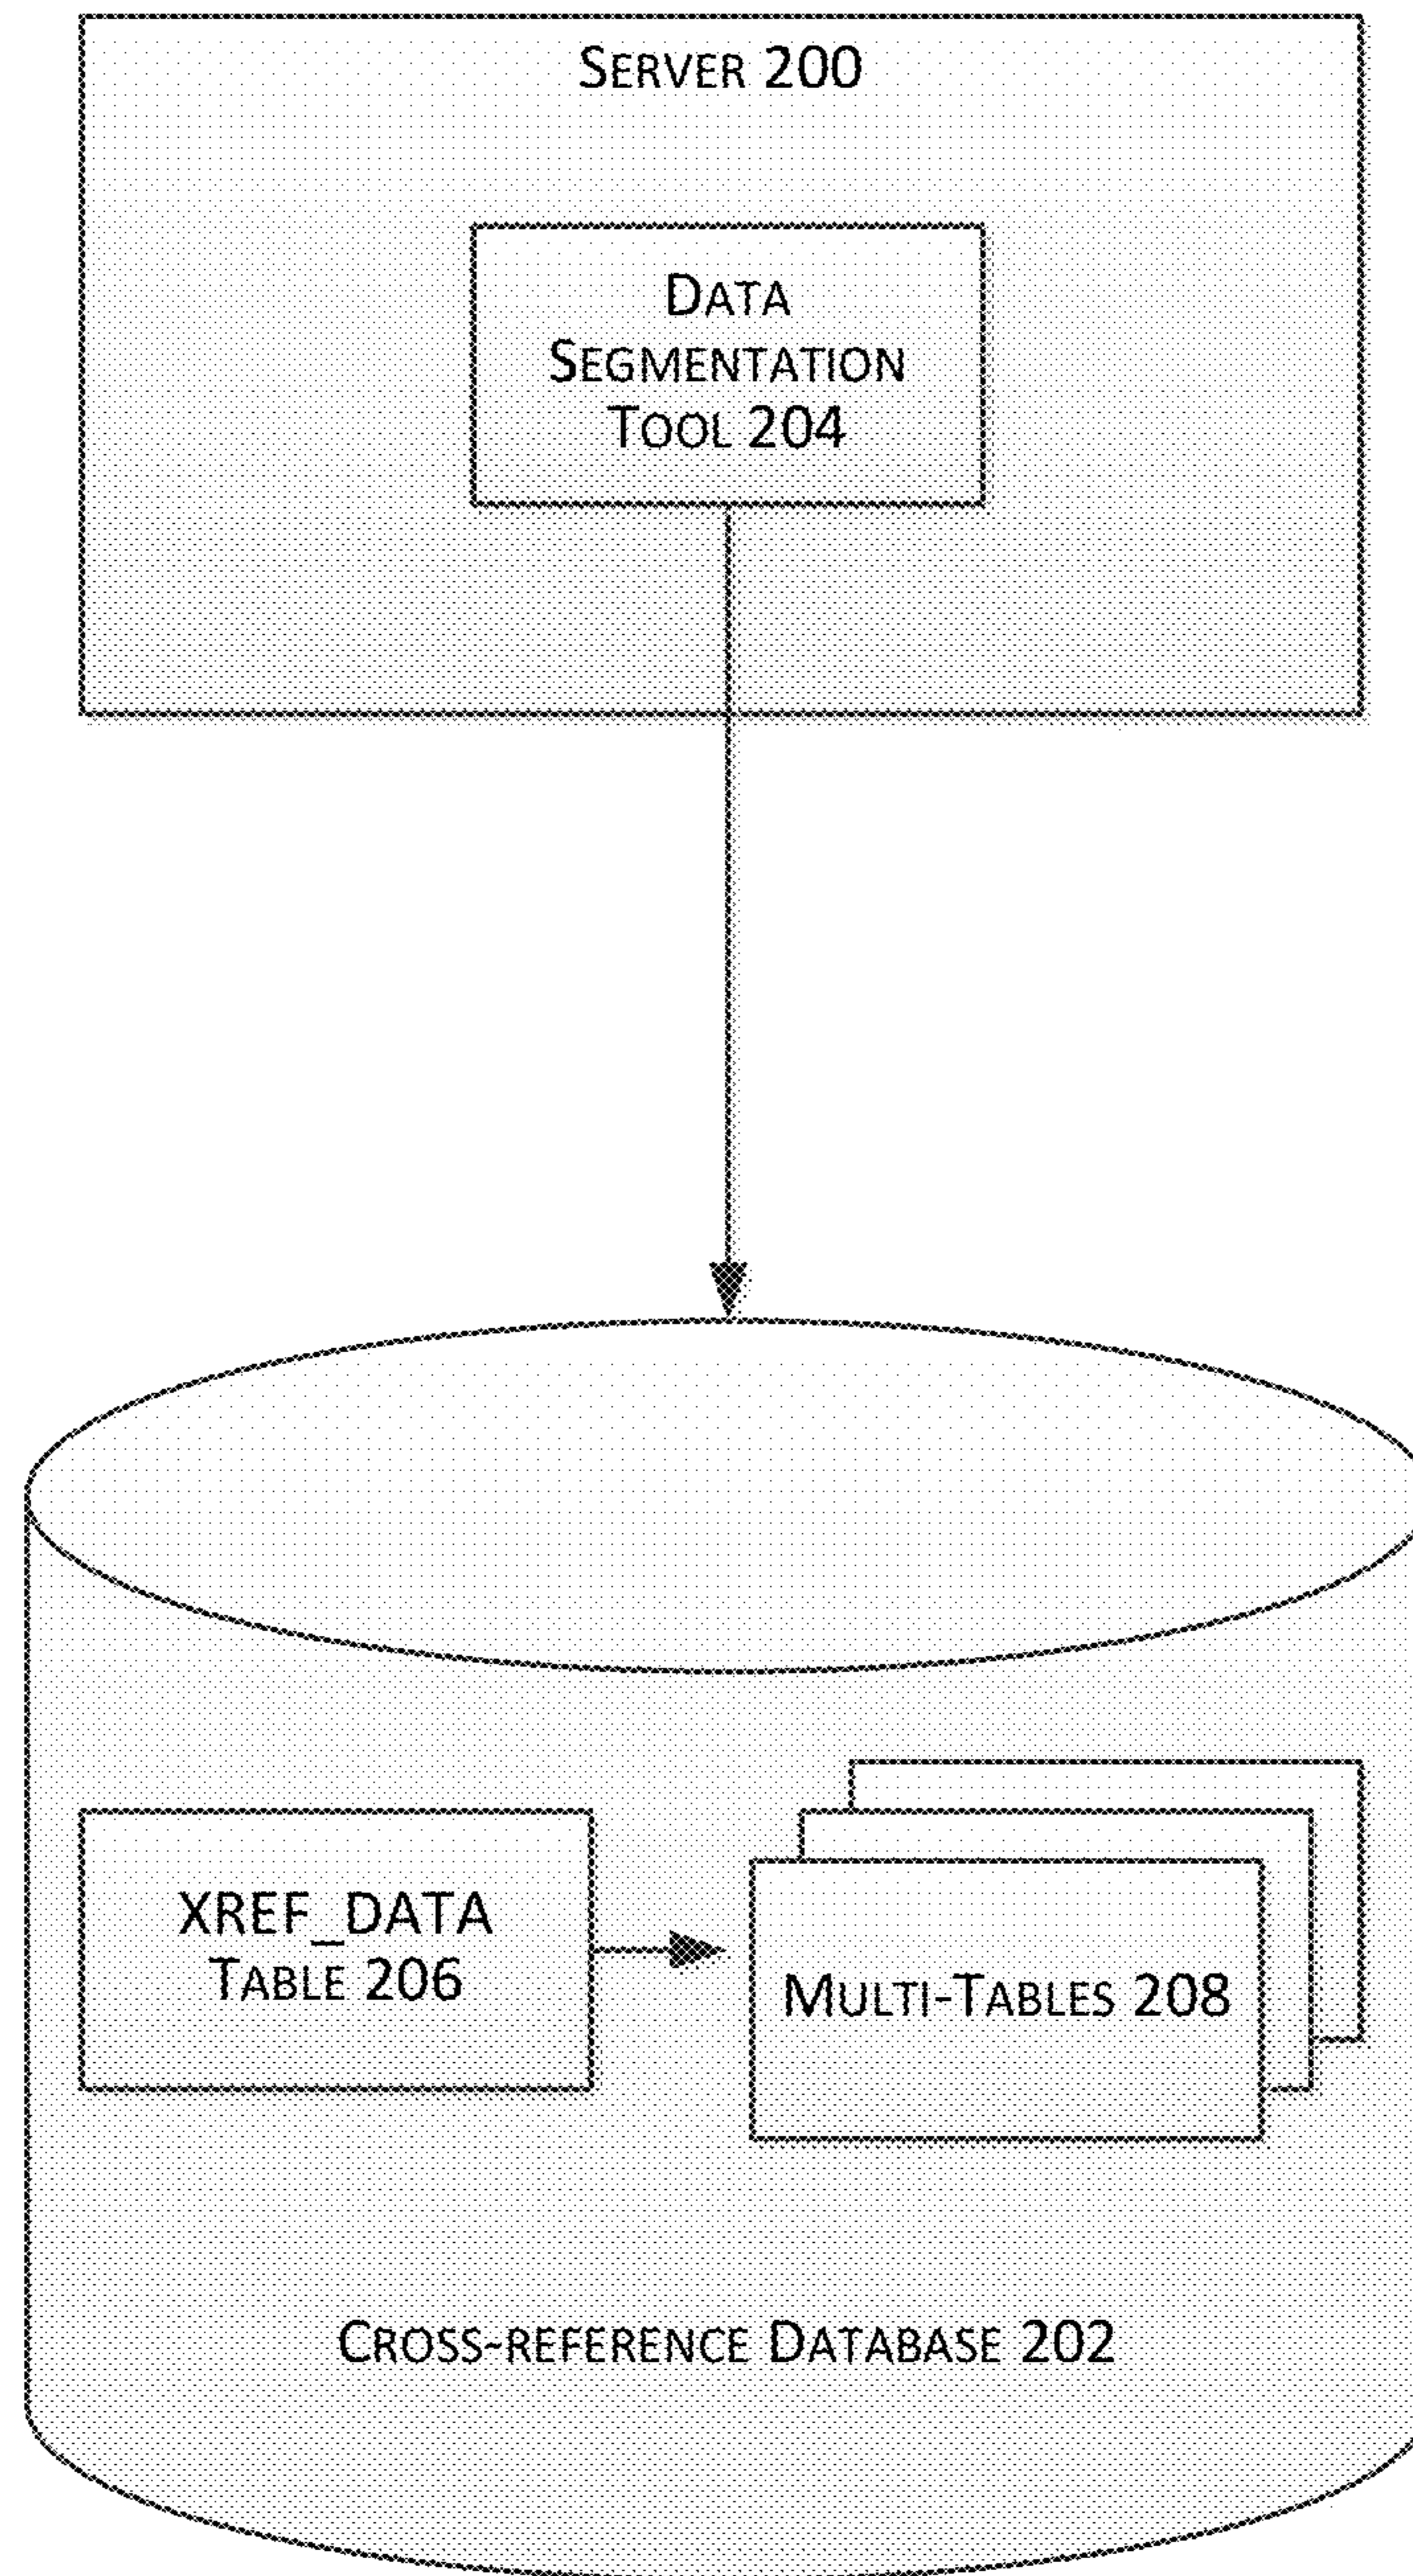 SERVER 200
DATA
SEGMENTATION
TOOL 204
XREF_DATA
TABLE 206
MULTI-TABLES 208
CROSS-REFERENCE DATABASE 202